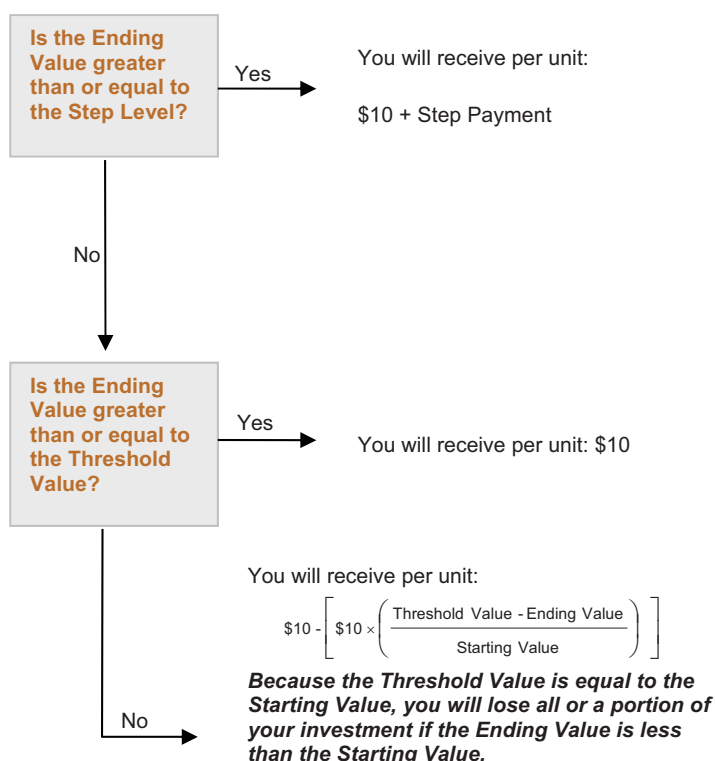 Is the Ending
Value greater
than or equal to
the Step Level?
Yes
You will receive per unit:
$10 + Step Payment
No
Is the Ending
Value greater
than or equal to
the Threshold
Value?
Yes
You will receive per unit: $10
No
You will receive per unit:
$10 - [ $10 × ( Threshold Value - Ending Value / Starting Value ) ]
Because the Threshold Value is equal to the
Starting Value, you will lose all or a portion of
your investment if the Ending Value is less
than the Starting Value.